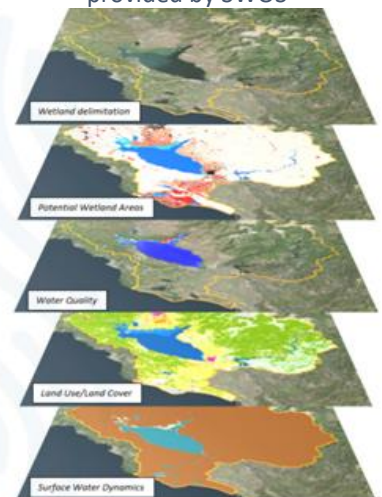 provided by SWOS
Wetland delimitation
Potential Wetland Areas
Water Quality
Land Use/Land Cover
Surface Water Dynamics